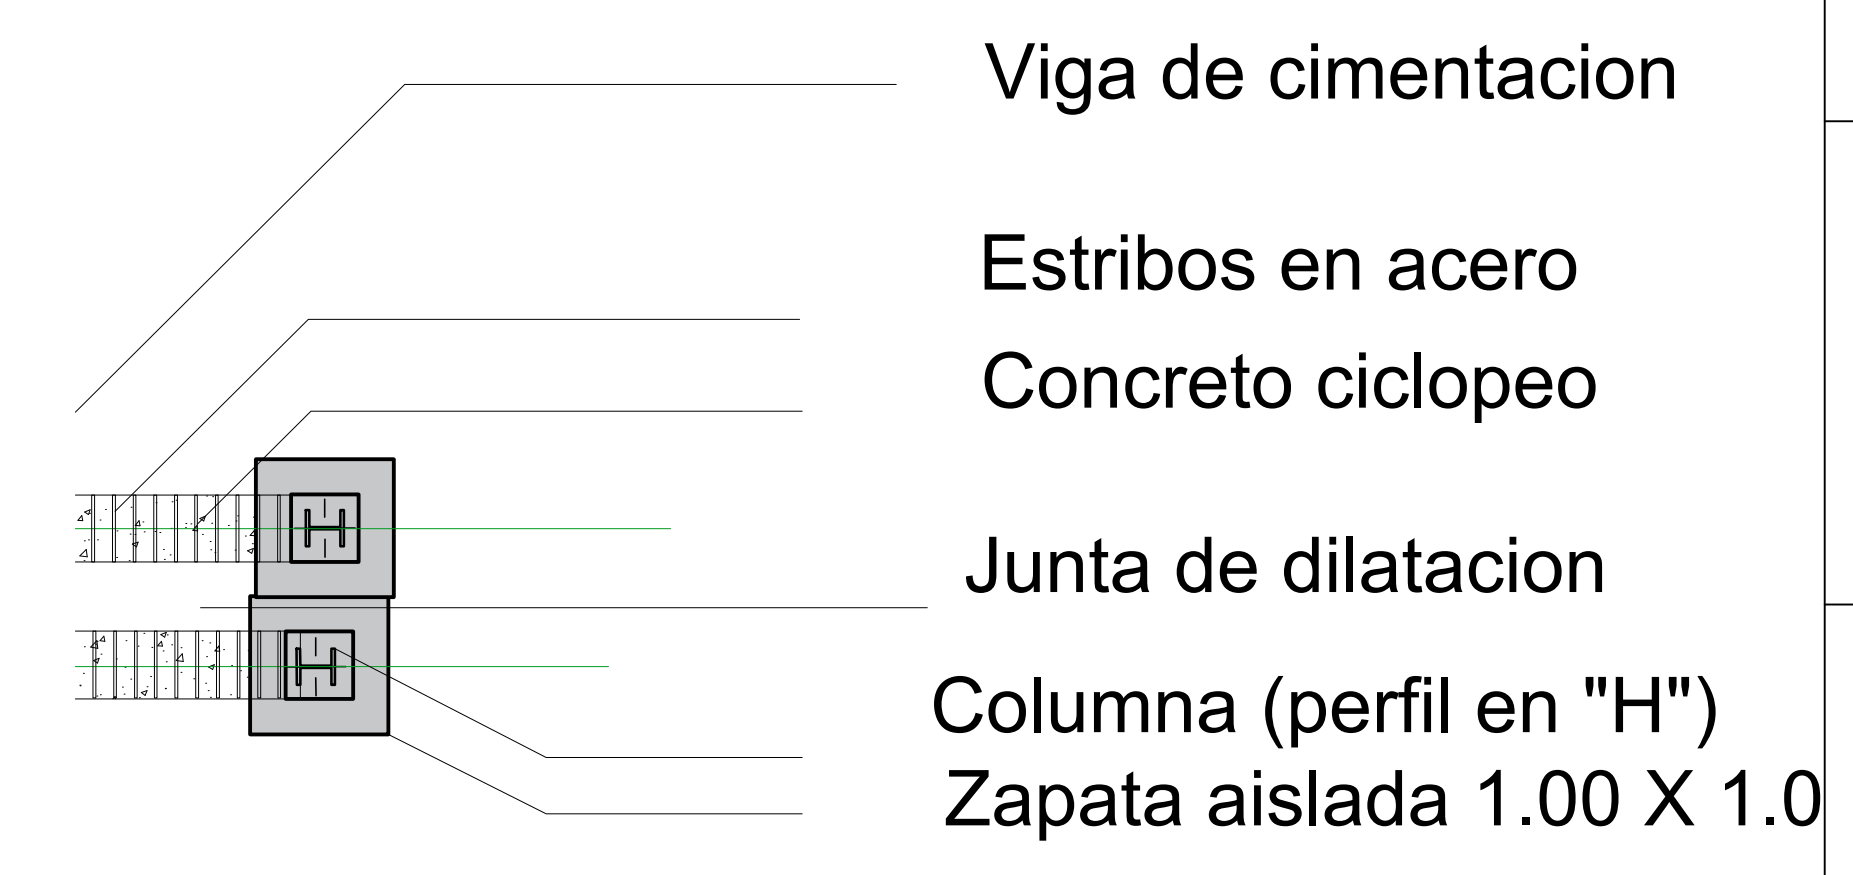 Viga de cimentacion
Estribos en acero
Concreto ciclopeo
Junta de dilatacion
Columna (perfil en "H")
Zapata aislada 1.00 X 1.0